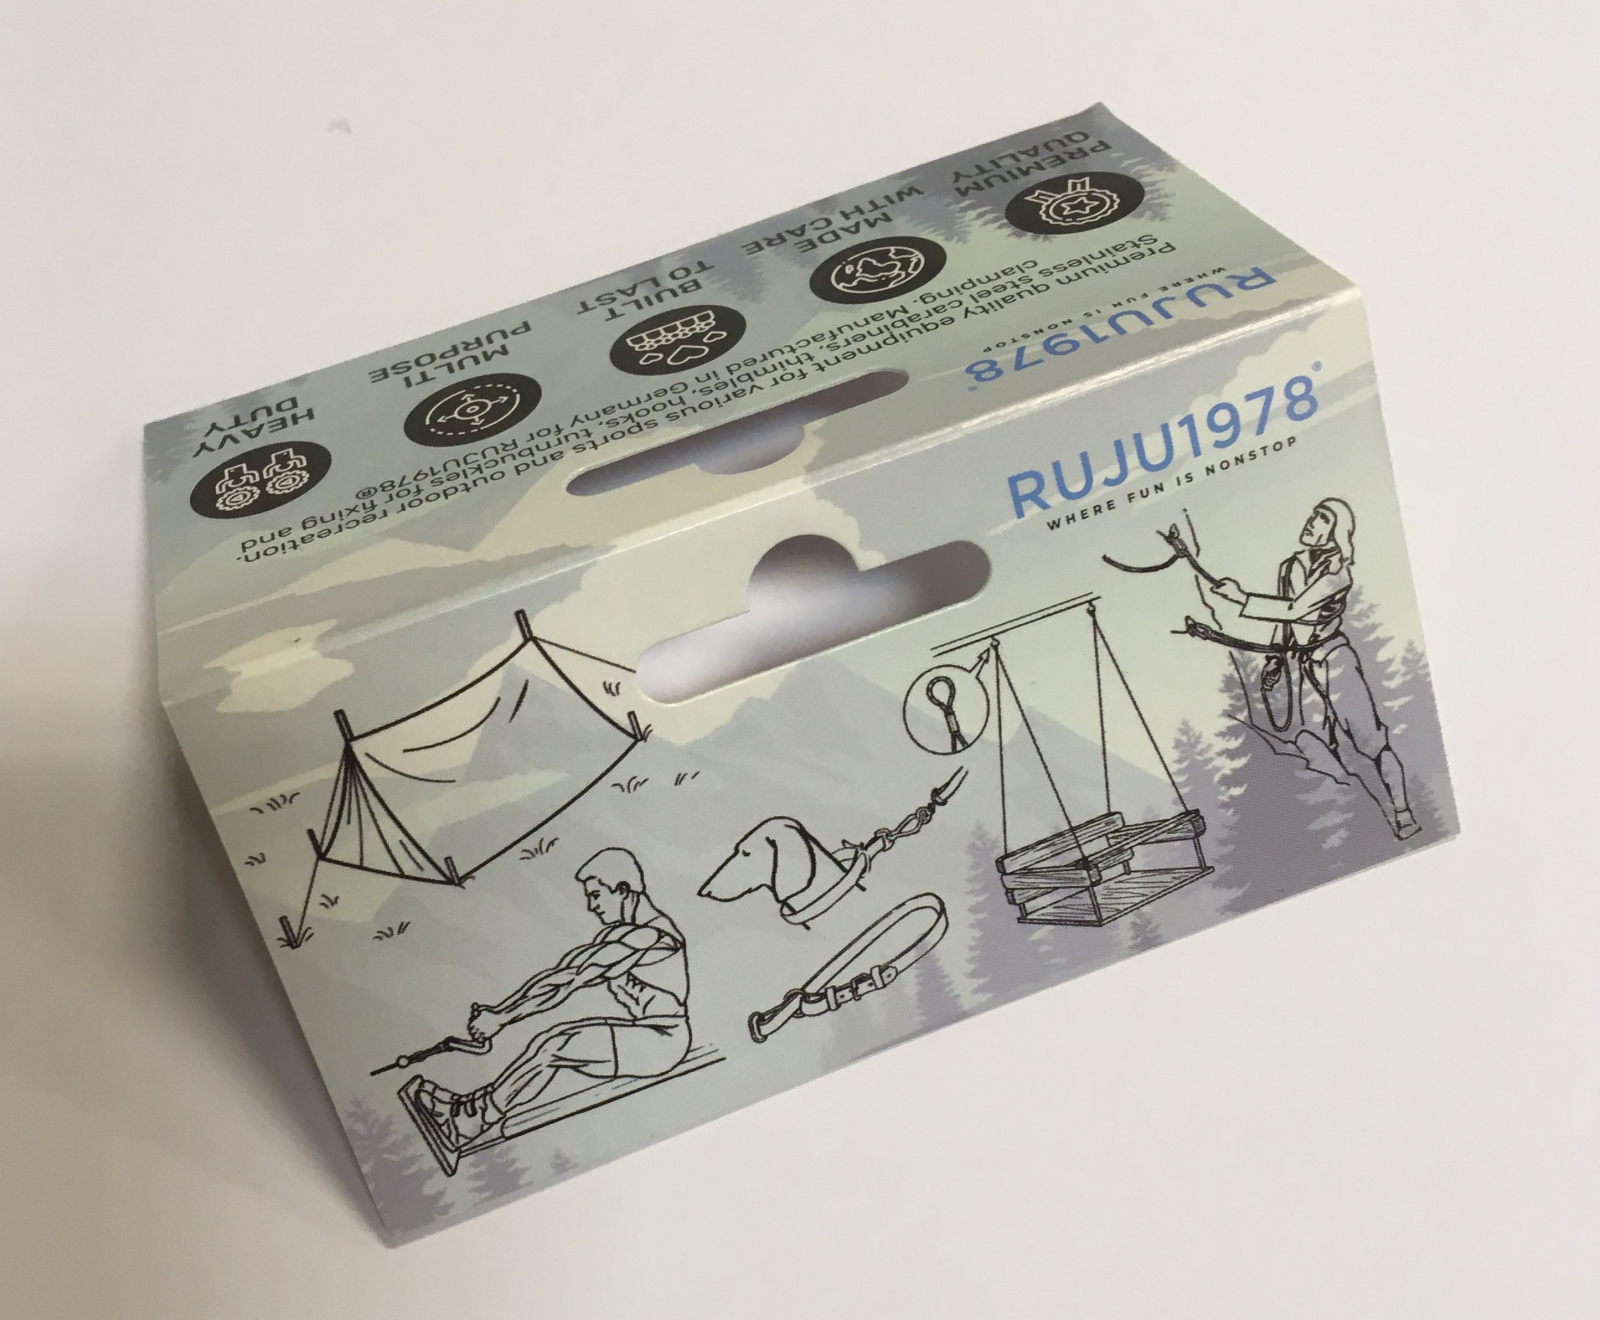 RUJU1978®
WHERE FUN IS NONSTOP
RUJU1978®
WHERE FUN IS NONSTOP
Premium quality equipment for various sports and outdoor recreation.
Stainless steel carabiners, thimbles, hooks, turnbuckles for fixing and
clamping. Manufactured in Germany for RUJU1978®
PREMIUM
QUALITY
MADE
WITH CARE
BUILT
TO LAST
MULTI
PURPOSE
HEAVY
DUTY